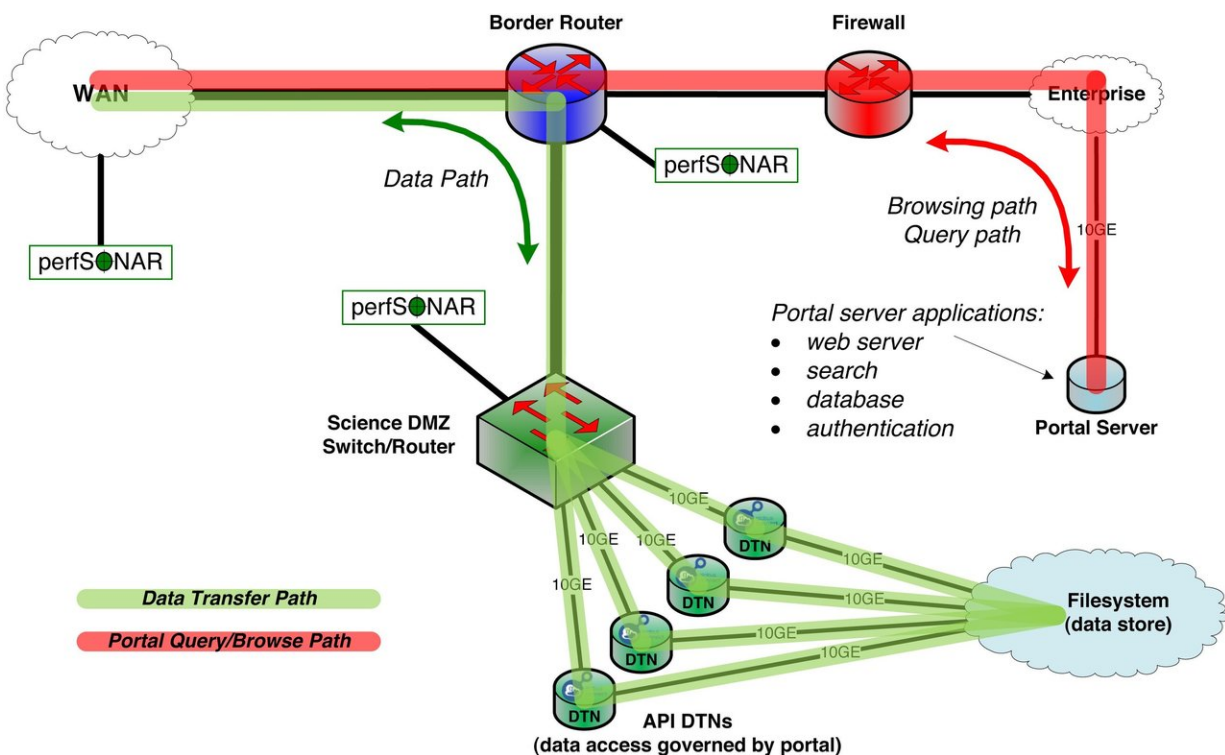 Border Router
Firewall
WAN
Enterprise
perfSONAR
Data Path
Browsing path
Query path
10GE
perfSONAR
perfSONAR
Portal server applications:
• web server
• search
• database
• authentication
Portal Server
Science DMZ
Switch/Router
10GE
10GE
10GE
10GE
DTN
10GE
DTN
10GE
DTN
10GE
DTN
10GE
Filesystem
(data store)
Data Transfer Path
Portal Query/Browse Path
API DTNs
(data access governed by portal)